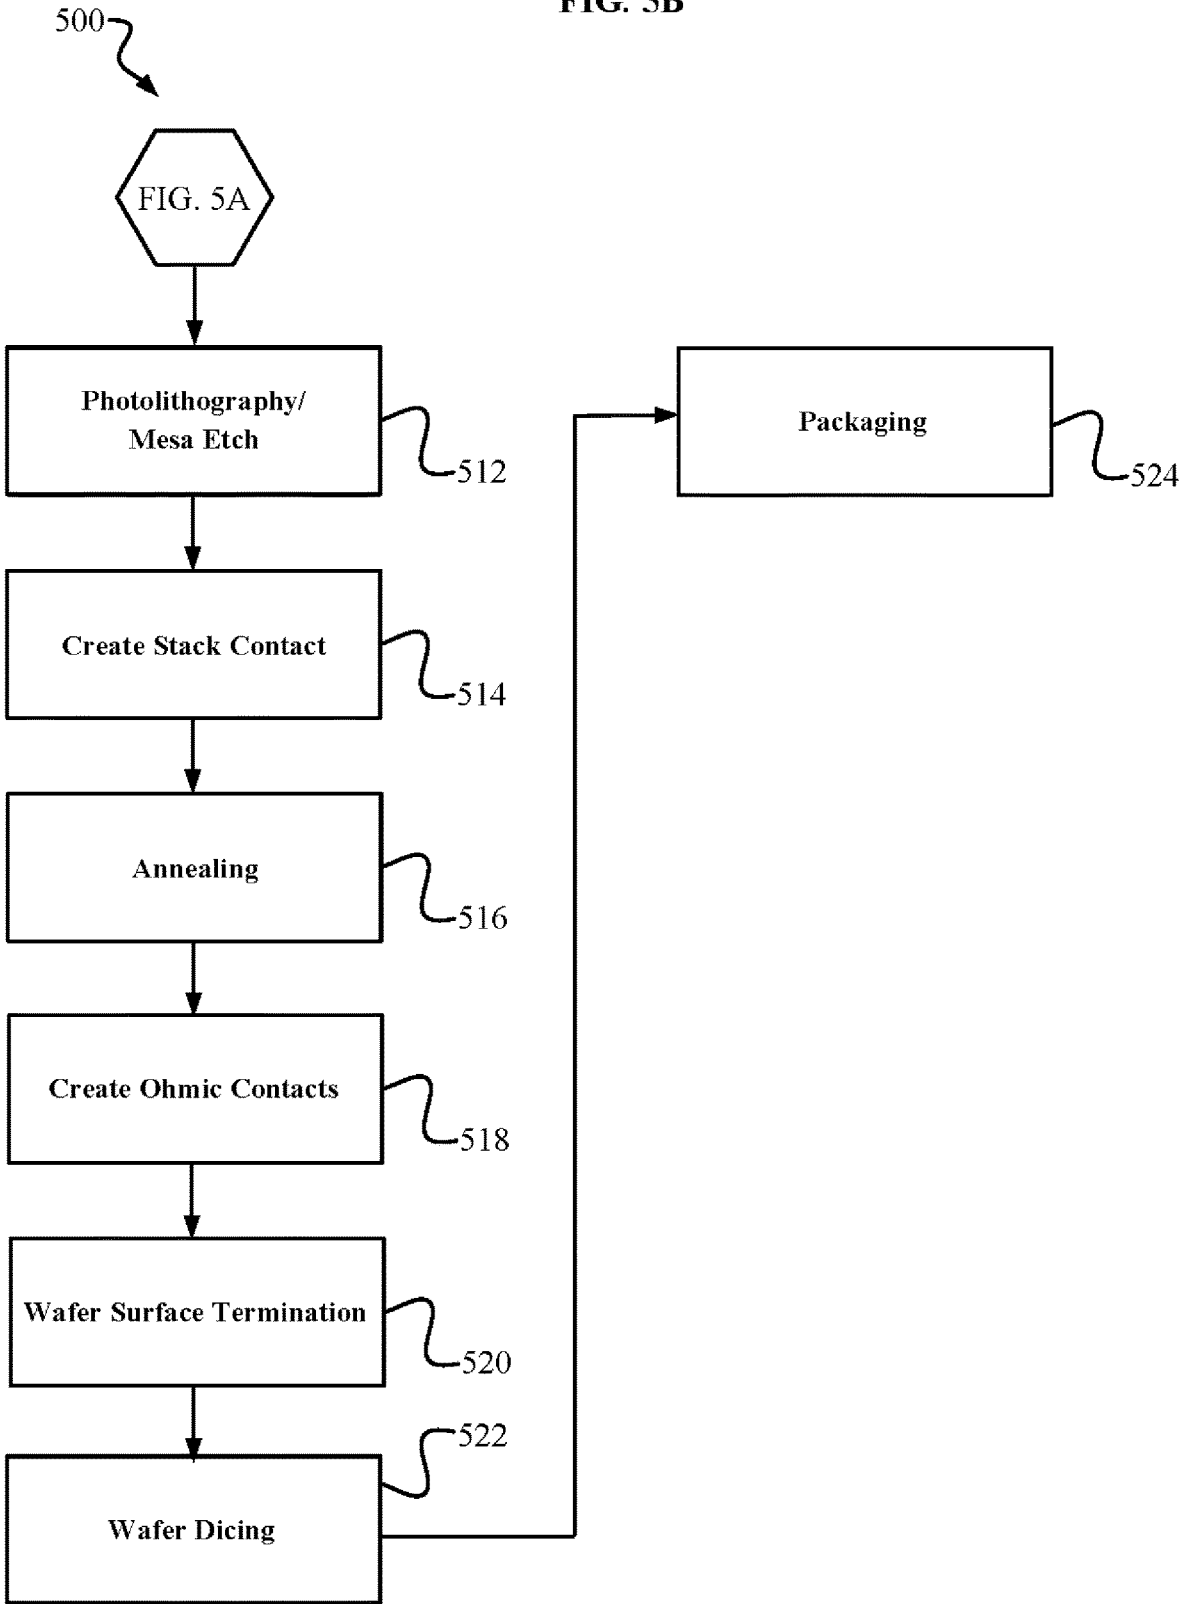 FIG. 5B
500
FIG. 5A
Photolithography/
Mesa Etch
512
Create Stack Contact
514
Annealing
516
Create Ohmic Contacts
518
Wafer Surface Termination
520
522
Wafer Dicing
Packaging
524